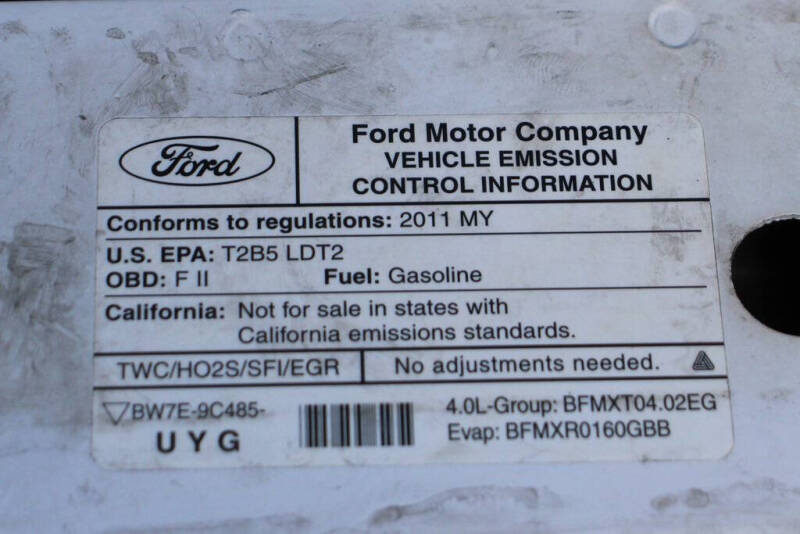 Ford
Ford Motor Company
VEHICLE EMISSION
CONTROL INFORMATION
Conforms to regulations: 2011 MY
U.S. EPA: T2B5 LDT2
OBD: F II Fuel: Gasoline
California: Not for sale in states with
California emissions standards.
TWC/HO2S/SFI/EGR No adjustments needed.
BW7E-9C485-
UYG
4.0L-Group: BFMXT04.02EG
Evap: BFMXR0160GBB